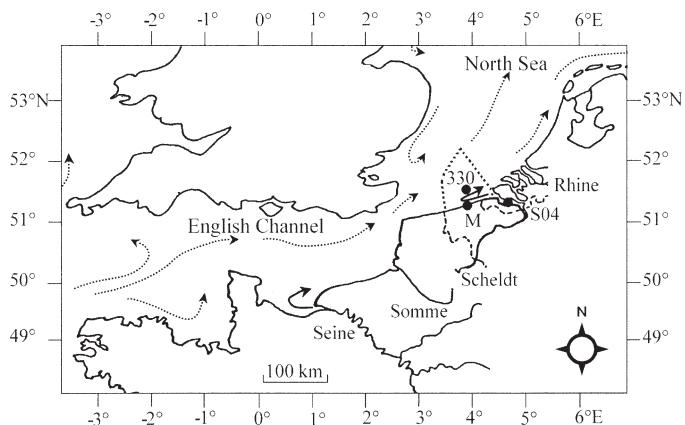 -3° -2° -1° 0° 1° 2° 3° 4° 5° 6°E
North Sea
53°N 53°N
52° 52°
330
Rhine
51° 51°
M S04
English Channel
50° 50°
Scheldt
Somme
Seine
N
49° 49°
100 km
-3° -2° -1° 0° 1° 2° 3° 4° 5° 6°E